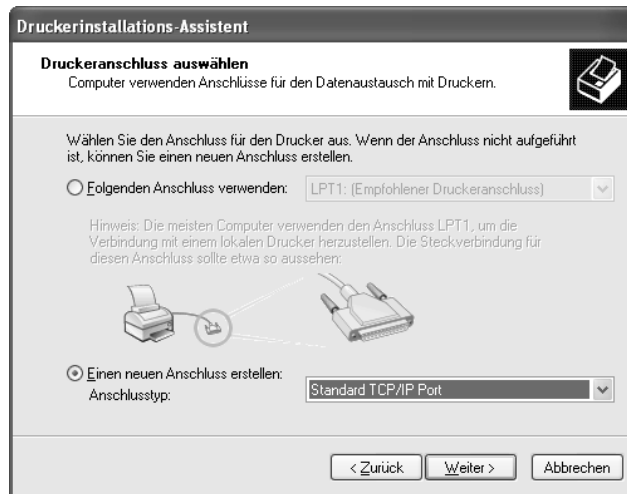 Druckerinstallations-Assistent
Druckeranschluss auswählen
Computer verwenden Anschlüsse für den Datenaustausch mit Druckern.
Wählen Sie den Anschluss für den Drucker aus. Wenn der Anschluss nicht aufgeführt
ist, können Sie einen neuen Anschluss erstellen.
Folgenden Anschluss verwenden: LPT1: (Empfohlener Druckeranschluss)
Hinweis: Die meisten Computer verwenden den Anschluss LPT1, um die
Verbindung mit einem lokalen Drucker herzustellen. Die Steckverbindung für
diesen Anschluss sollte etwa so aussehen:
Einen neuen Anschluss erstellen:
Anschlusstyp: Standard TCP/IP Port
< Zurück Weiter > Abbrechen